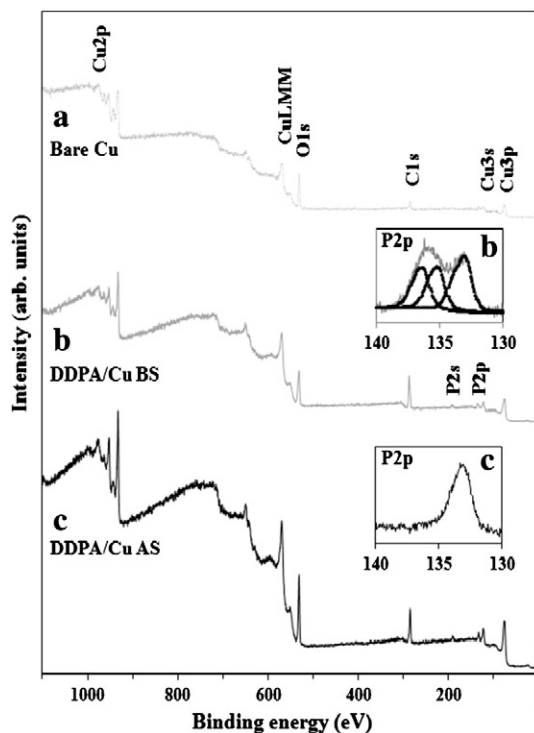 Cu2p
CuLMM
O1s
C1s
Cu3s
Cu3p
a
Bare Cu
P2p
b
140 135 130
b
DDPA/Cu BS
P2s
P2p
P2p
c
140 135 130
c
DDPA/Cu AS
Intensity (arb. units)
1000 800 600 400 200
Binding energy (eV)